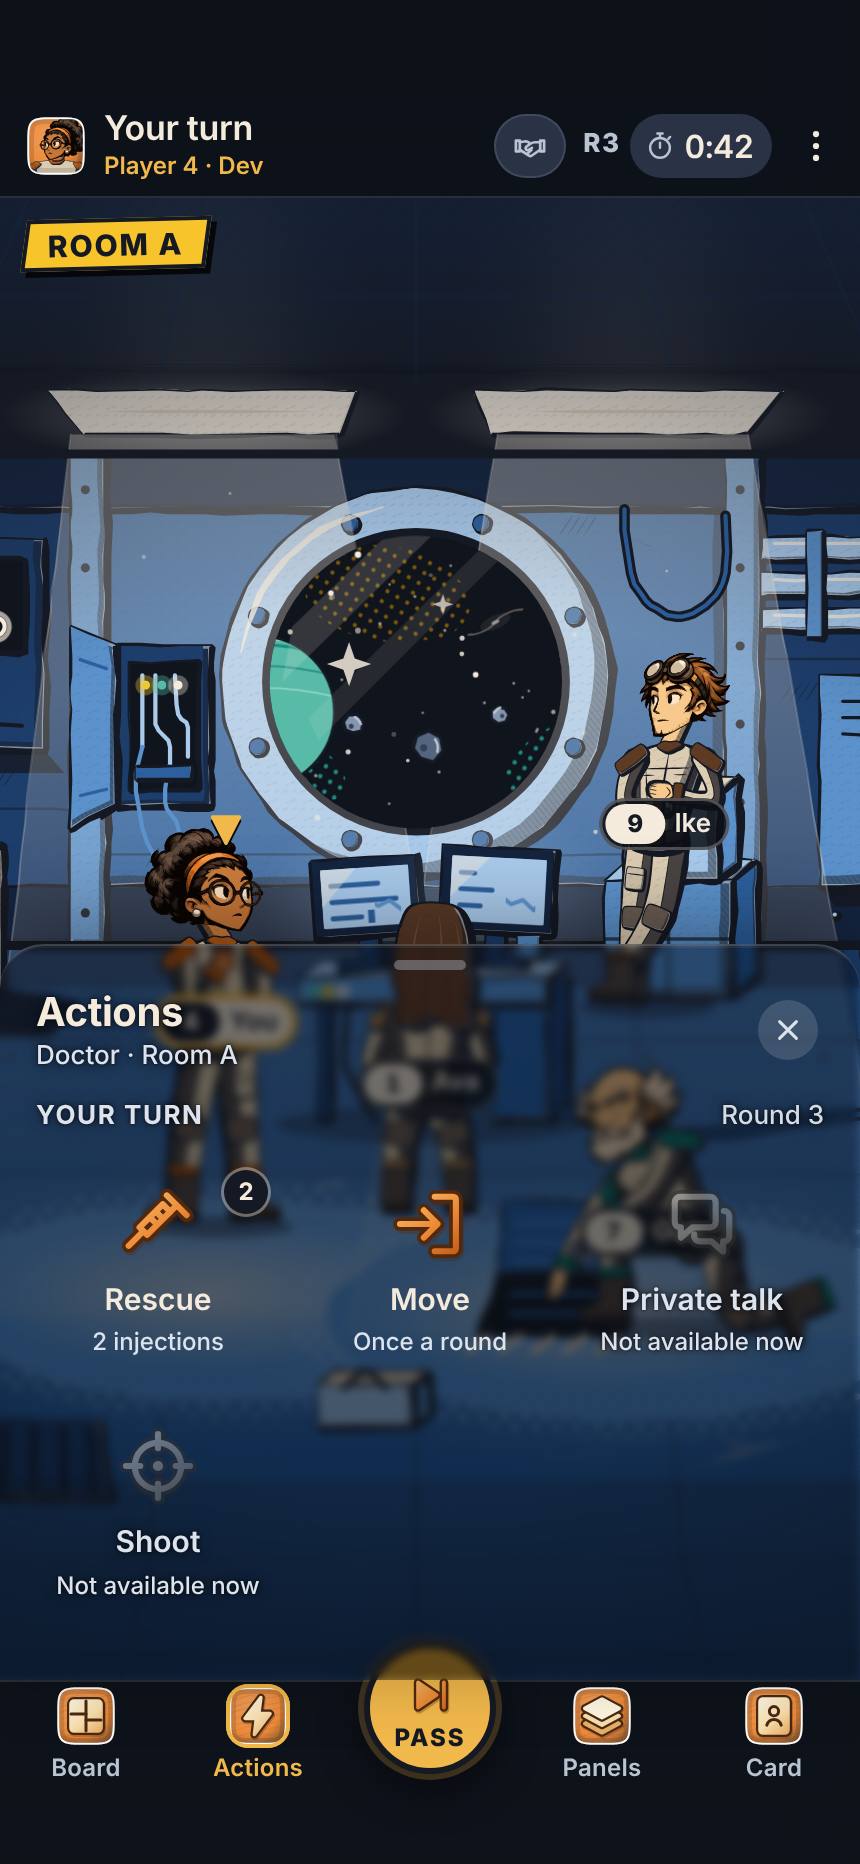 Your turn
Player 4 · Dev
R3
0:42
ROOM A
9 Ike
Actions
You
Doctor · Room A
Ava
YOUR TURN
Round 3
2
Rescue
2 injections
Move
Once a round
Private talk
Not available now
Shoot
Not available now
PASS
Board
Actions
Panels
Card